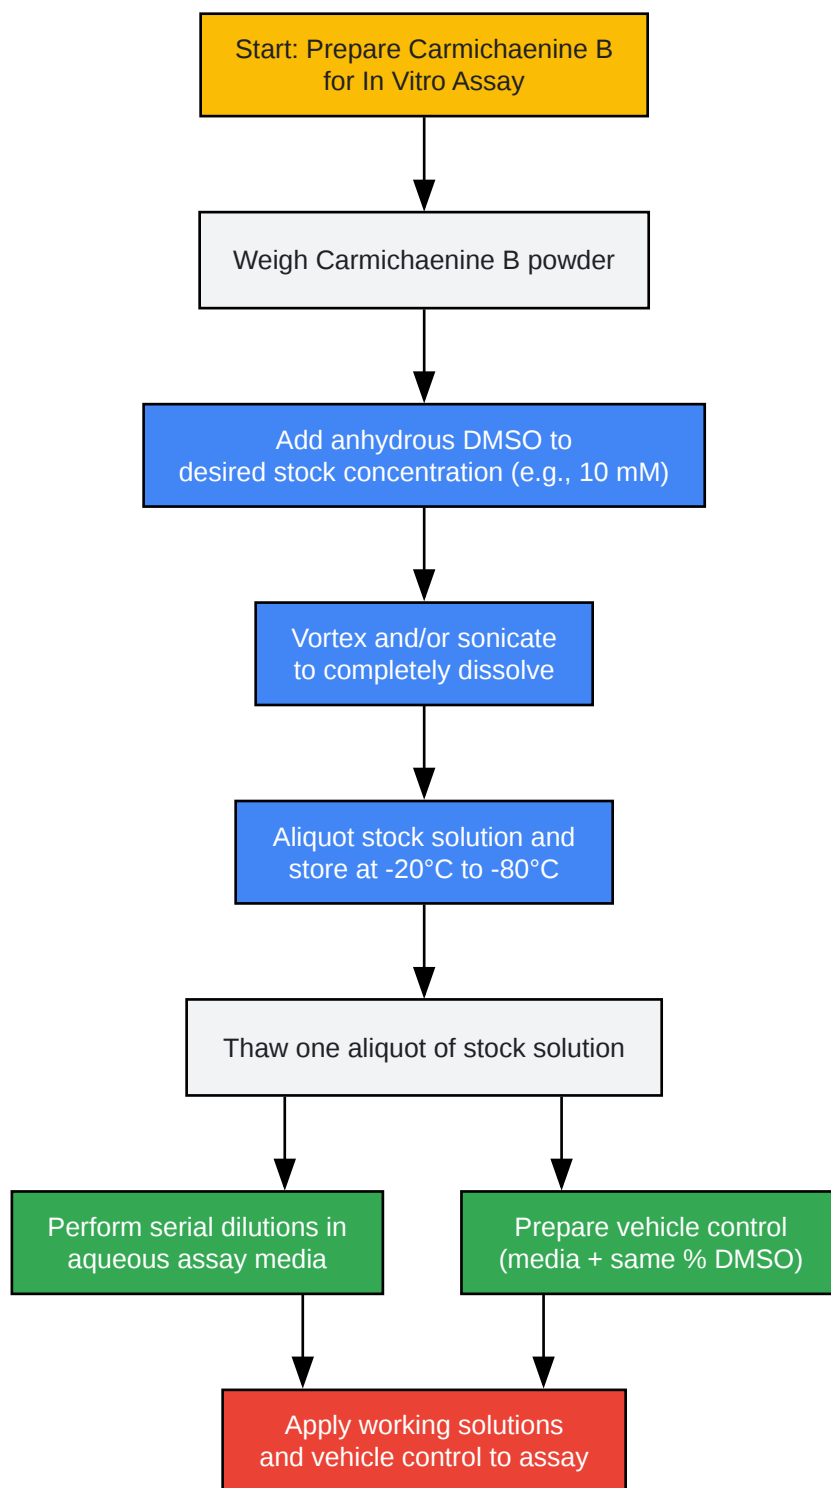 Start: Prepare Carmichaenine B
for In Vitro Assay
Weigh Carmichaenine B powder
Add anhydrous DMSO to
desired stock concentration (e.g., 10 mM)
Vortex and/or sonicate
to completely dissolve
Aliquot stock solution and
store at -20°C to -80°C
Thaw one aliquot of stock solution
Perform serial dilutions in
aqueous assay media
Prepare vehicle control
(media + same % DMSO)
Apply working solutions
and vehicle control to assay